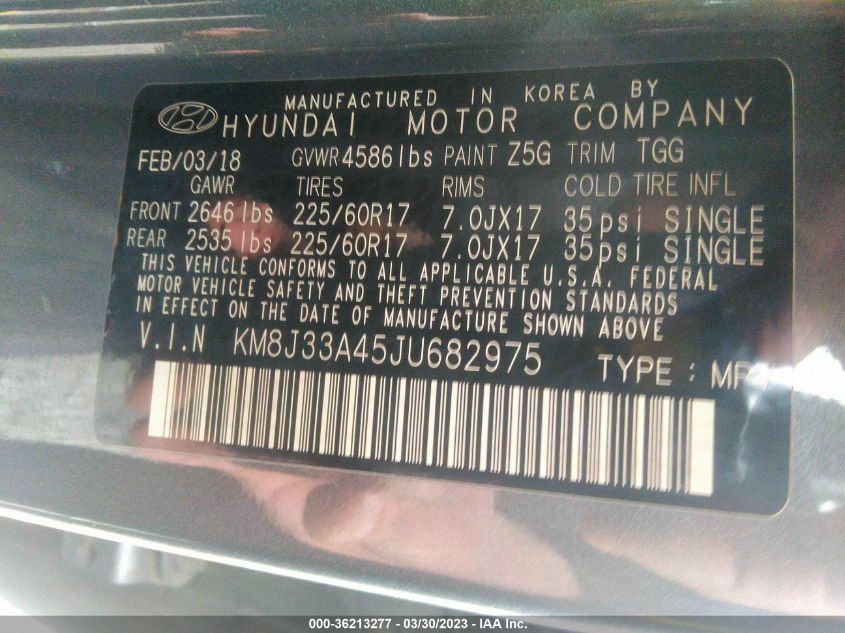 MANUFACTURED IN KOREA BY
HYUNDAI MOTOR COMPANY
FEB/03/18 GVWR 4586lbs PAINT Z5G TRIM TGG
GAWR TIRES RIMS COLD TIRE INFL
FRONT 2646 lbs 225/60R17 7.0JX17 35psi SINGLE
REAR 2535 lbs 225/60R17 7.0JX17 35psi SINGLE
THIS VEHICLE CONFORMS TO ALL APPLICABLE U.S.A. FEDERAL
MOTOR VEHICLE SAFETY AND THEFT PREVENTION STANDARDS
IN EFFECT ON THE DATE OF MANUFACTURE SHOWN ABOVE
V.I.N KM8J33A45JU682975 TYPE : MPV
000-36213277 - 03/30/2023 - IAA Inc.